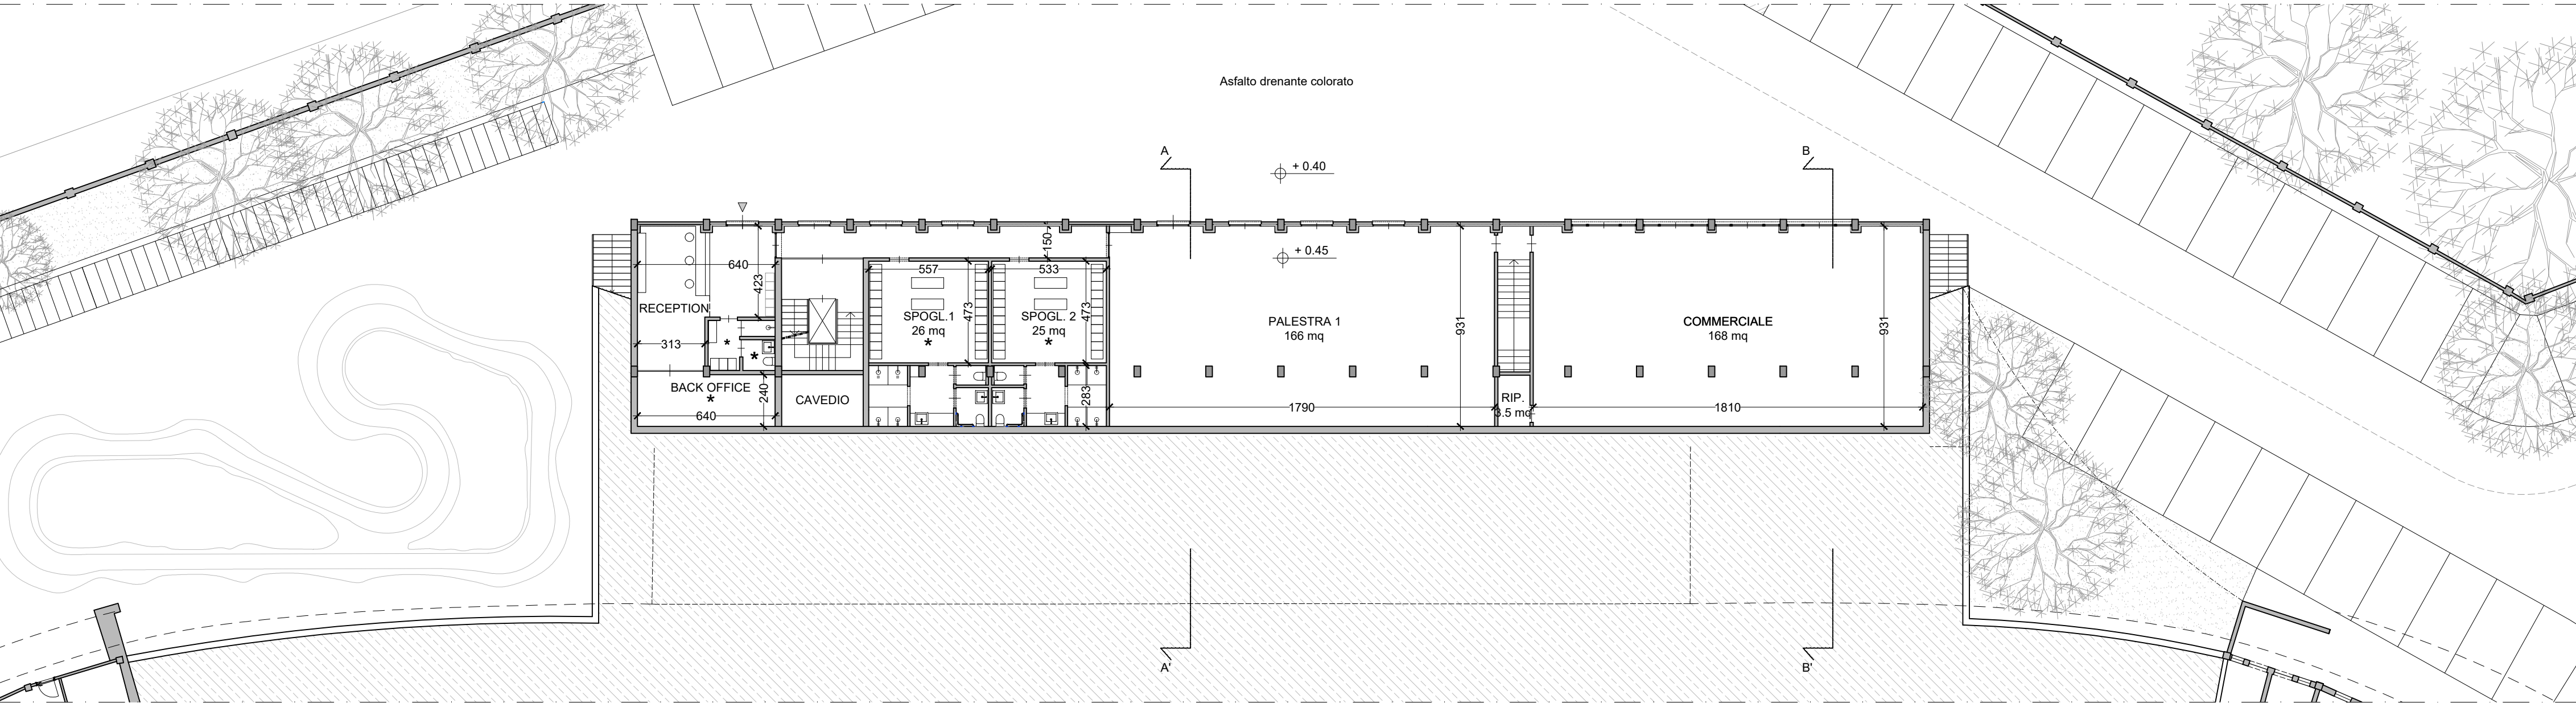 Asfalto drenante colorato
A
B
+ 0.40
150
+ 0.45
640
557
533
423
473
473
RECEPTION
SPOGL.1
26 mq
*
SPOGL. 2
25 mq
*
PALESTRA 1
166 mq
931
COMMERCIALE
168 mq
931
313
*
*
BACK OFFICE
*
240
640
CAVEDIO
283
1790
RIP.
3.5 mq
1810
A'
B'